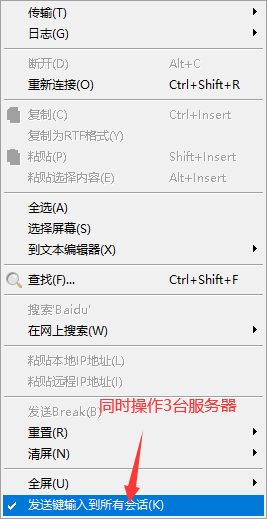 传输(T)
日志(G)
断开(D) Alt+C
重新连接(O) Ctrl+Shift+R
复制(C) Ctrl+Insert
复制为RTF格式(Y)
粘贴(P) Shift+Insert
粘贴选择内容(E) Alt+Insert
全选(A)
选择屏幕(S)
到文本编辑器(X)
查找(F)... Ctrl+Shift+F
搜索'Baidu'
在网上搜索(W)
粘贴本地IP地址(L)
粘贴远程IP地址(I)
同时操作3台服务器
发送Break(B)
重置(R)
清屏(N)
全屏(U)
发送键输入到所有会话(K)